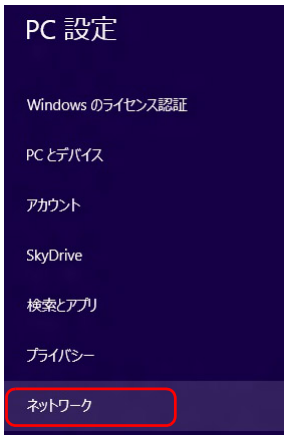 PC 設定
Windows のライセンス認証
PC とデバイス
アカウント
SkyDrive
検索とアプリ
プライバシー
ネットワーク